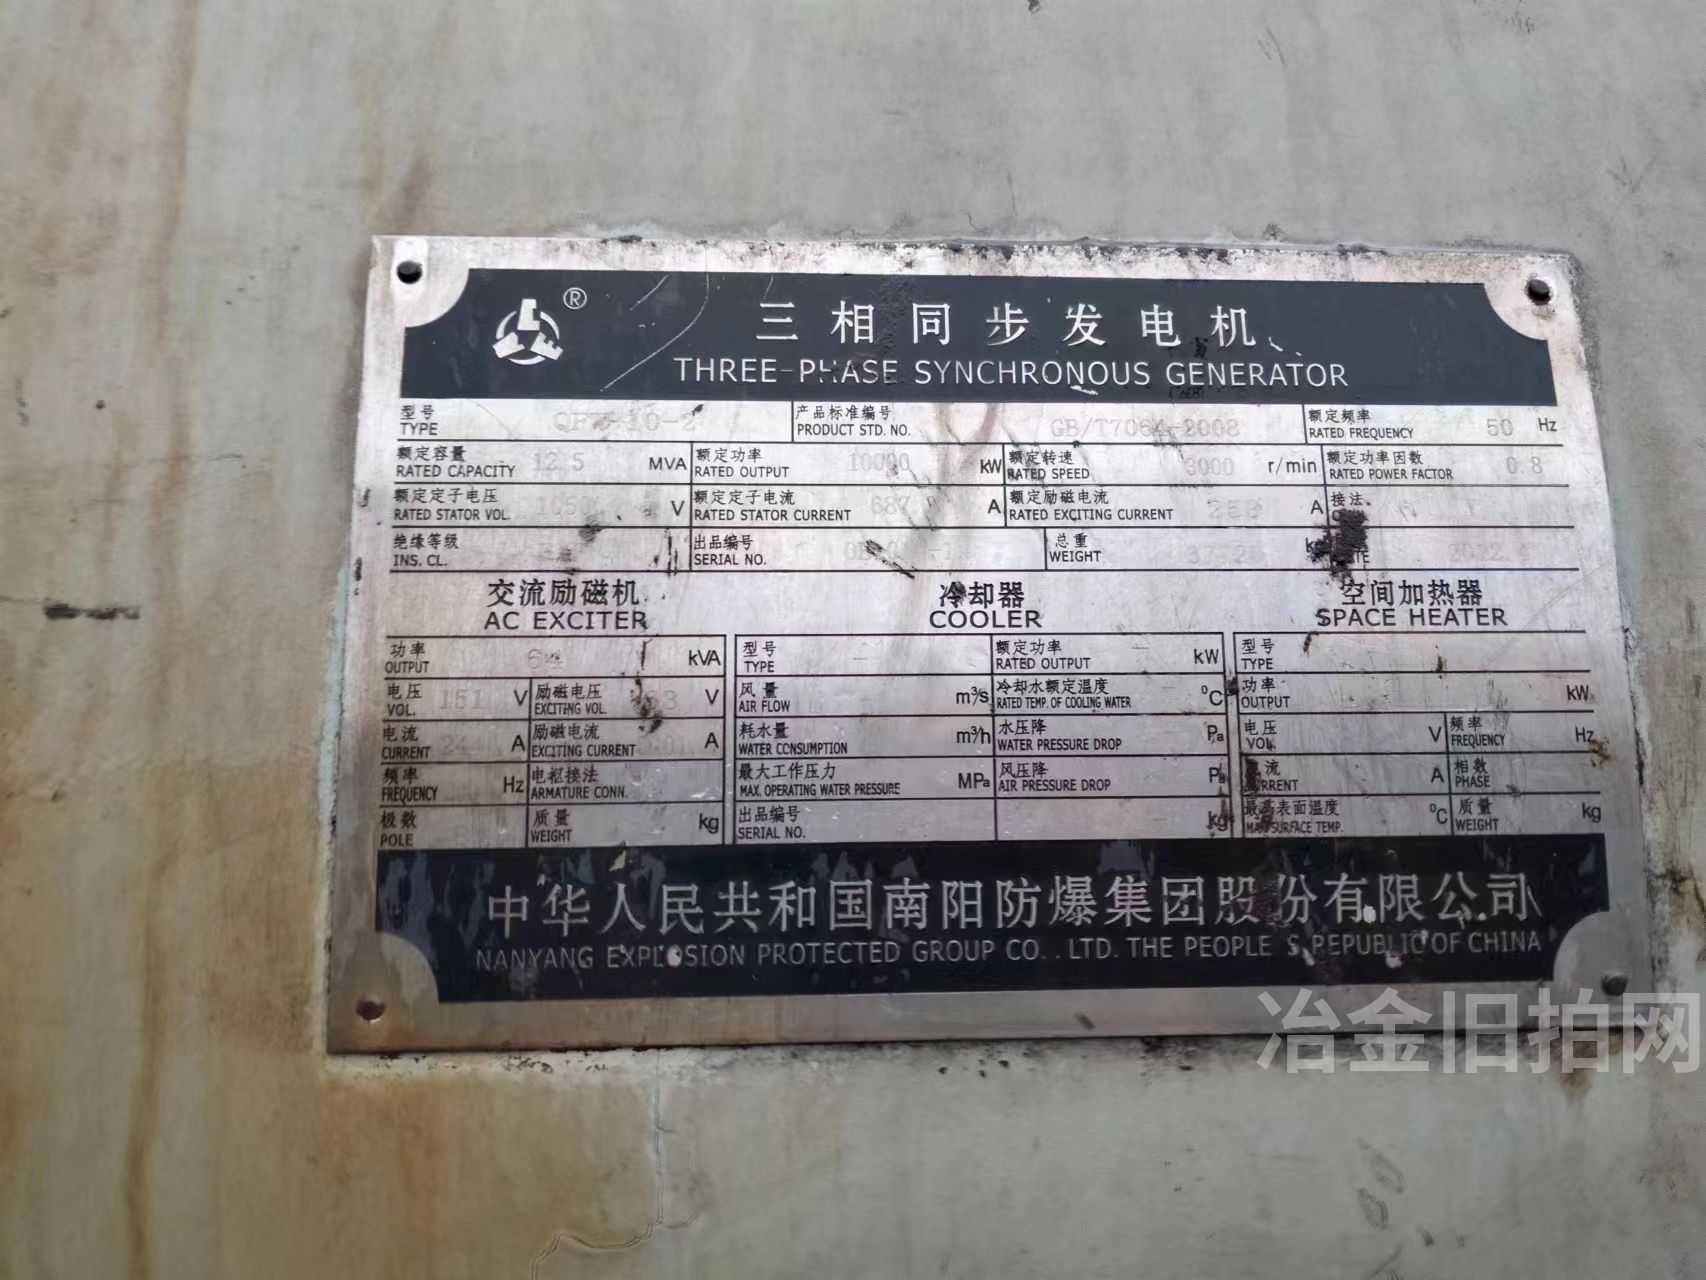 ®
三相同步发电机
THREE-PHASE SYNCHRONOUS GENERATOR
型号 产品标准编号 额定频率
TYPE PRODUCT STD. NO. GB/T7064-2008 RATED FREQUENCY 50 Hz
额定容量 额定功率 额定转速 额定功率因数
RATED CAPACITY 12.5 MVA RATED OUTPUT 10000 kW RATED SPEED 3000 r/min RATED POWER FACTOR 0.8
额定定子电压 额定定子电流 额定励磁电流 接法
RATED STATOR VOL. V RATED STATOR CURRENT 687 A RATED EXCITING CURRENT A
绝缘等级 出品编号 总重
INS. CL. SERIAL NO. WEIGHT
交流励磁机 冷却器 空间加热器
AC EXCITER COOLER SPACE HEATER
功率 型号 额定功率 型号
OUTPUT kVA TYPE RATED OUTPUT kW TYPE
电压 励磁电压 风量 冷却水额定温度 功率
VOL. 151 V EXCITING VOL. V AIR FLOW m³/s RATED TEMP. OF COOLING WATER °C OUTPUT kW
电流 励磁电流 耗水量 水压降 电压 频率
CURRENT A EXCITING CURRENT A WATER CONSUMPTION m³/h WATER PRESSURE DROP Pa VOL. V FREQUENCY Hz
频率 电枢接法 最大工作压力 风压降 相数
FREQUENCY Hz ARMATURE CONN. MAX. OPERATING WATER PRESSURE MPa AIR PRESSURE DROP Pa A PHASE
极数 质量 出品编号 最高表面温度 质量
POLE WEIGHT kg SERIAL NO. kg MAX SURFACE TEMP. °C WEIGHT kg
中华人民共和国南阳防爆集团股份有限公司
NANYANG EXPLOSION PROTECTED GROUP CO., LTD. THE PEOPLE S REPUBLIC OF CHINA
冶金旧拍网